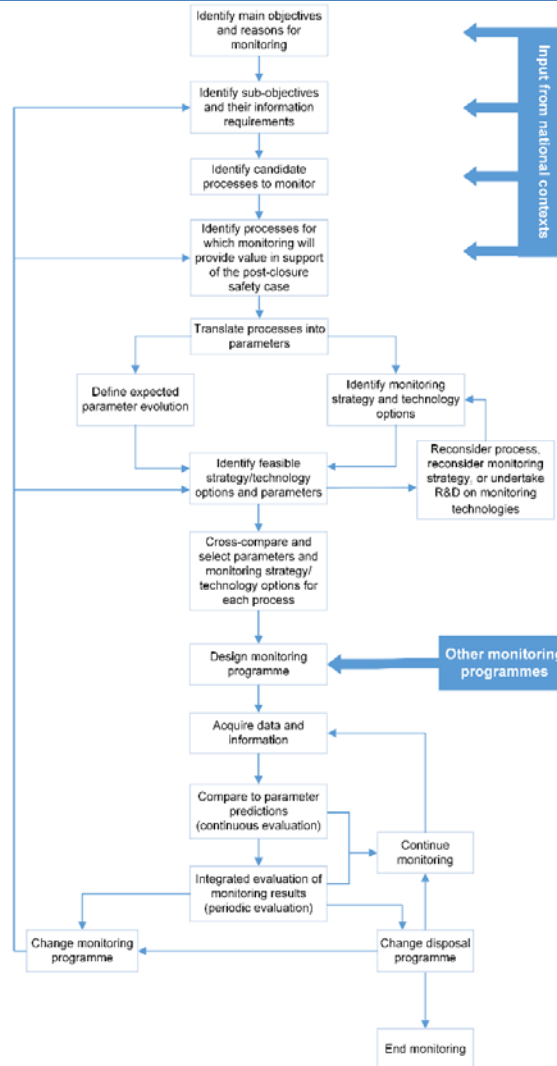 Identify main objectives
and reasons for
monitoring
Input from national contexts
Identify sub-objectives
and their information
requirements
Identify candidate
processes to monitor
Identify processes for
which monitoring will
provide value in support
of the post-closure
safety case
Translate processes into
parameters
Define expected
parameter evolution
Identify monitoring
strategy and technology
options
Identify feasible
strategy/technology
options and parameters
Reconsider process,
reconsider monitoring
strategy, or undertake
R&D on monitoring
technologies
Cross-compare and
select parameters and
monitoring strategy/
technology options for
each process
Design monitoring
programme
Other monitoring
programmes
Acquire data and
information
Compare to parameter
predictions
(continuous evaluation)
Continue
monitoring
Integrated evaluation of
monitoring results
(periodic evaluation)
Change monitoring
programme
Change disposal
programme
End monitoring